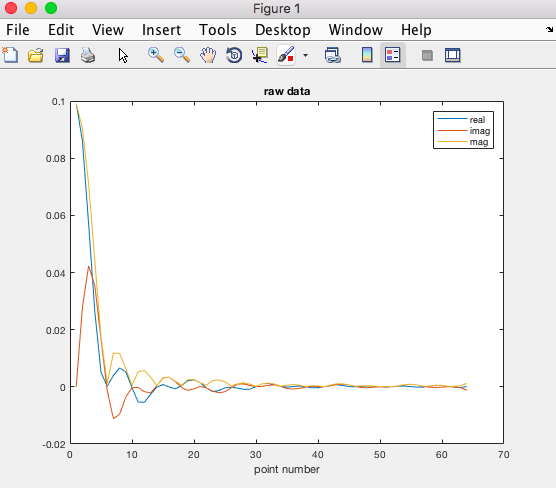 Figure 1
File Edit View Insert Tools Desktop Window Help
raw data
0.1
0.08
0.06
0.04
0.02
0
-0.02
real
imag
mag
0 10 20 30 40 50 60 70
point number